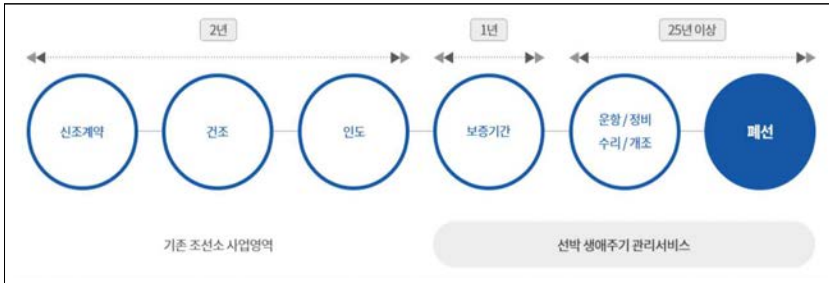 2년
1년
25년 이상
신조계약
건조
인도
보증기간
운항 / 정비
수리 / 개조
폐선
기존 조선소 사업영역
선박 생애주기 관리서비스